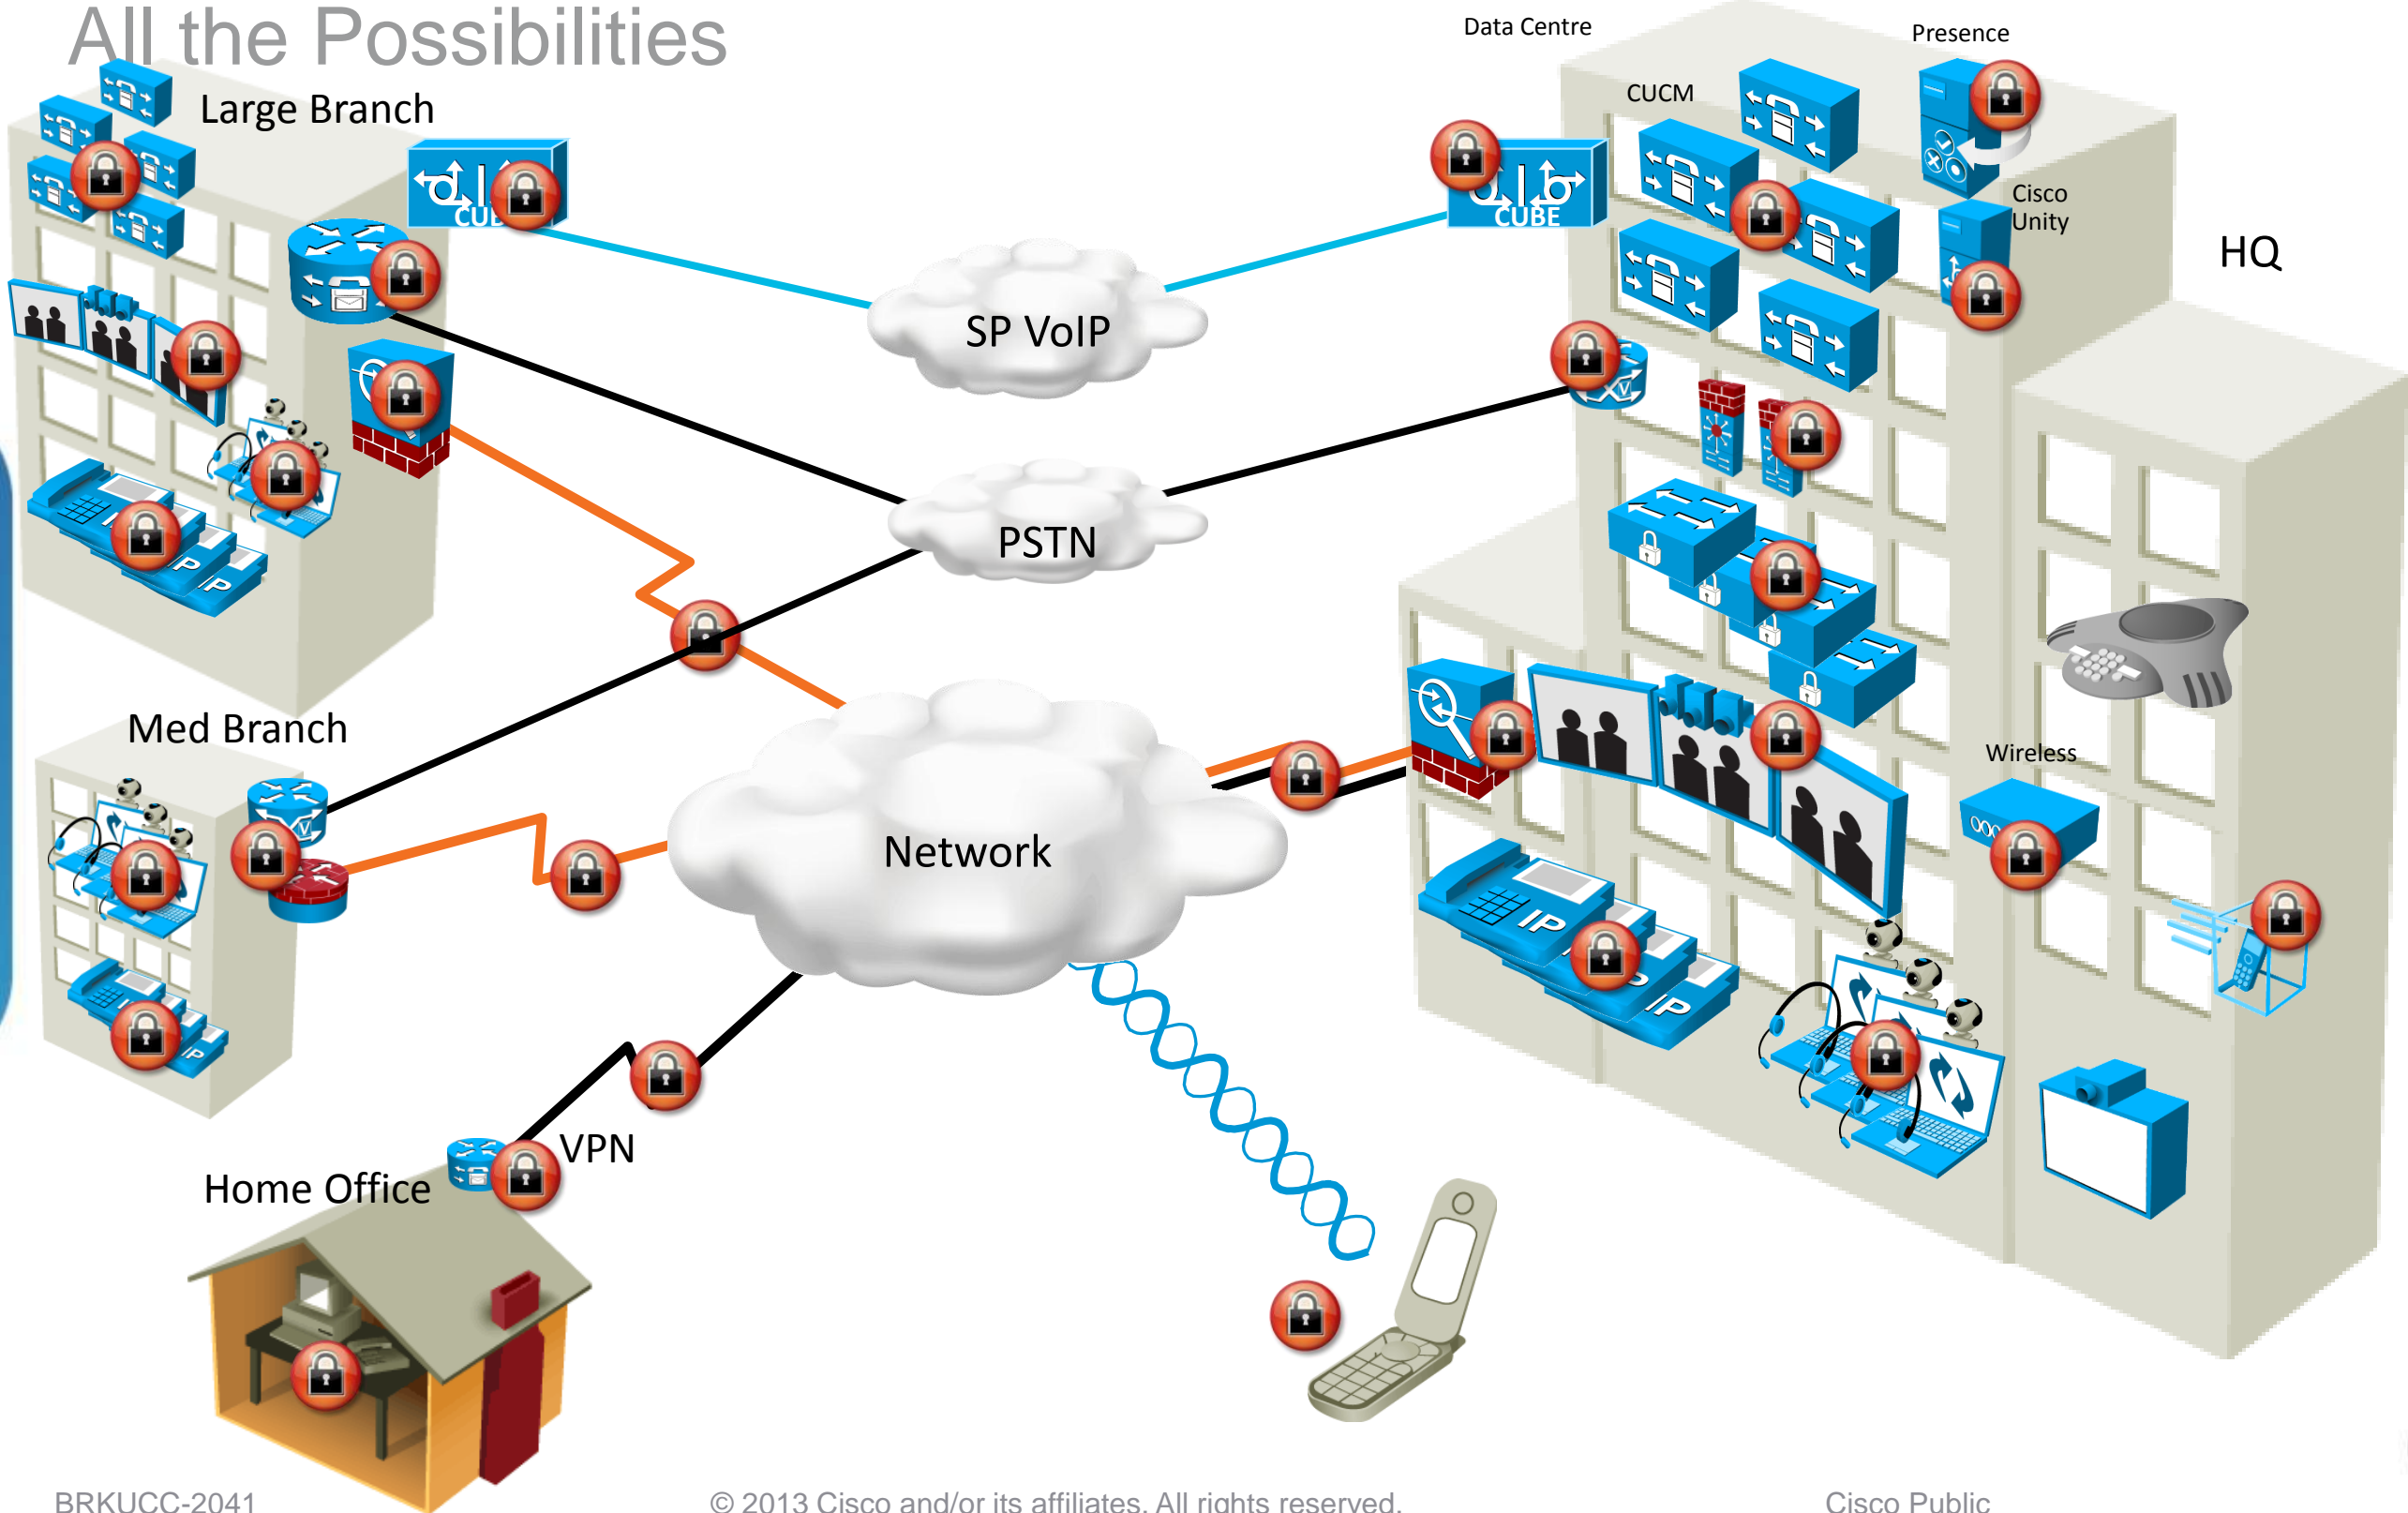 All the Possibilities
Data Centre
Presence
Large Branch
CUCM
CUBE
Cisco
Unity
HQ
SP VoIP
V
IP
IP
PSTN
Med Branch
Wireless
V
Network
IP
IP
IP
VPN
Home Office
BRKUCC-2041
© 2013 Cisco and/or its affiliates. All rights reserved.
Cisco Public